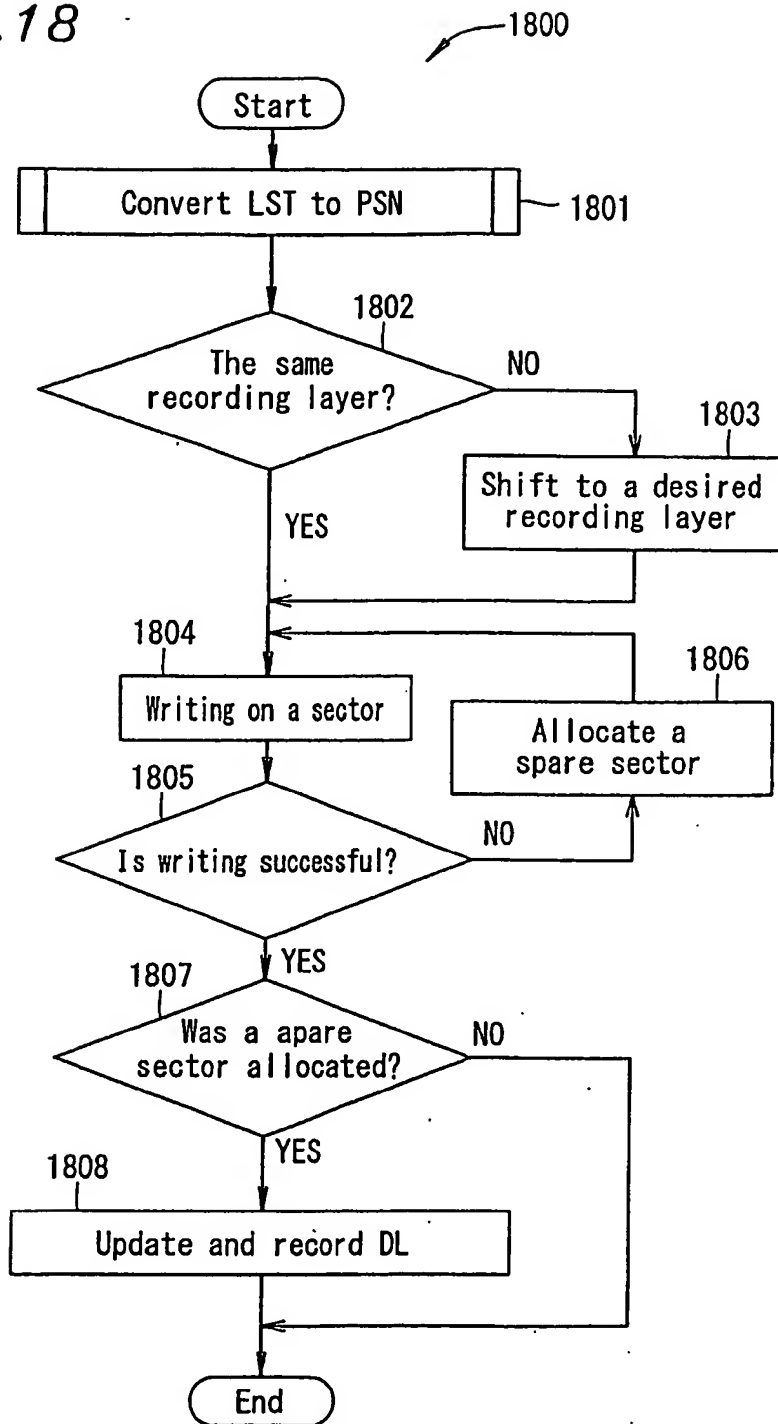 .18
1800
Start
Convert LST to PSN
1801
1802
The same
recording layer?
NO
1803
Shift to a desired
recording layer
YES
1804
Writing on a sector
1806
Allocate a
spare sector
1805
Is writing successful?
NO
YES
1807
Was a apare
sector allocated?
NO
YES
1808
Update and record DL
End